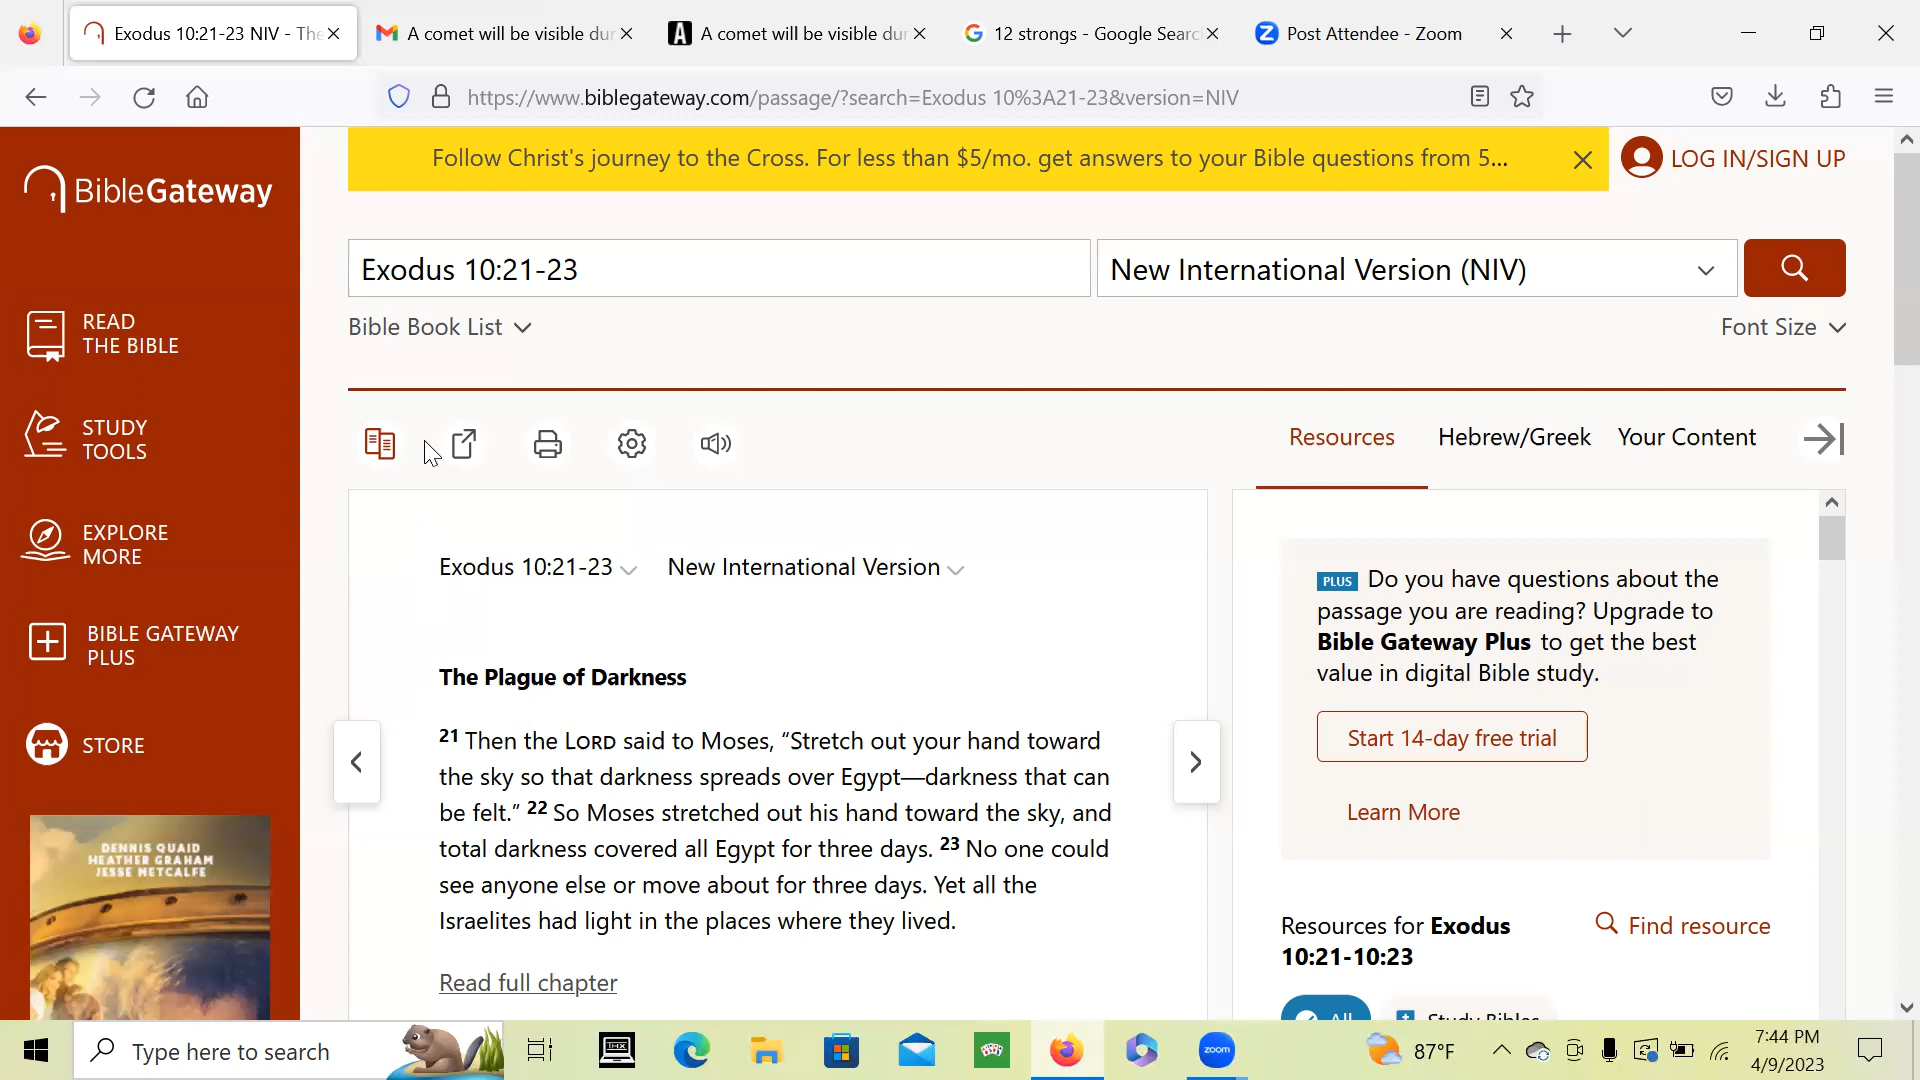 Exodus 10:21-23 NIV - The
A comet will be visible dur
A comet will be visible dur
12 strongs - Google Searc
Post Attendee - Zoom
https://www.biblegateway.com/passage/?search=Exodus 10%3A21-23&version=NIV
BibleGateway
Follow Christ's journey to the Cross. For less than $5/mo. get answers to your Bible questions from 5...
LOG IN/SIGN UP
Exodus 10:21-23
New International Version (NIV)
Bible Book List
Font Size
READ
THE BIBLE
STUDY
TOOLS
EXPLORE
MORE
BIBLE GATEWAY
PLUS
STORE
DENNIS QUAID
HEATHER GRAHAM
JESSE METCALFE
Resources
Hebrew/Greek
Your Content
Exodus 10:21-23
New International Version
The Plague of Darkness
21 Then the LORD said to Moses, “Stretch out your hand toward
the sky so that darkness spreads over Egypt—darkness that can
be felt.” 22 So Moses stretched out his hand toward the sky, and
total darkness covered all Egypt for three days. 23 No one could
see anyone else or move about for three days. Yet all the
Israelites had light in the places where they lived.
Read full chapter
PLUS Do you have questions about the
passage you are reading? Upgrade to
Bible Gateway Plus to get the best
value in digital Bible study.
Start 14-day free trial
Learn More
Resources for Exodus
10:21-10:23
Find resource
All
Study Bibles
Type here to search
THX
zoom
87°F
7:44 PM
4/9/2023